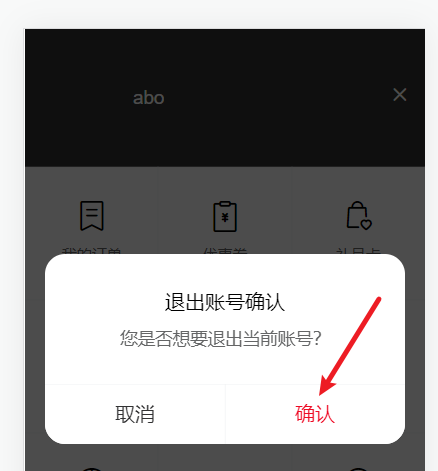 abo
我的订单 优惠券 礼品卡
退出账号确认
您是否想要退出当前账号?
取消 确认